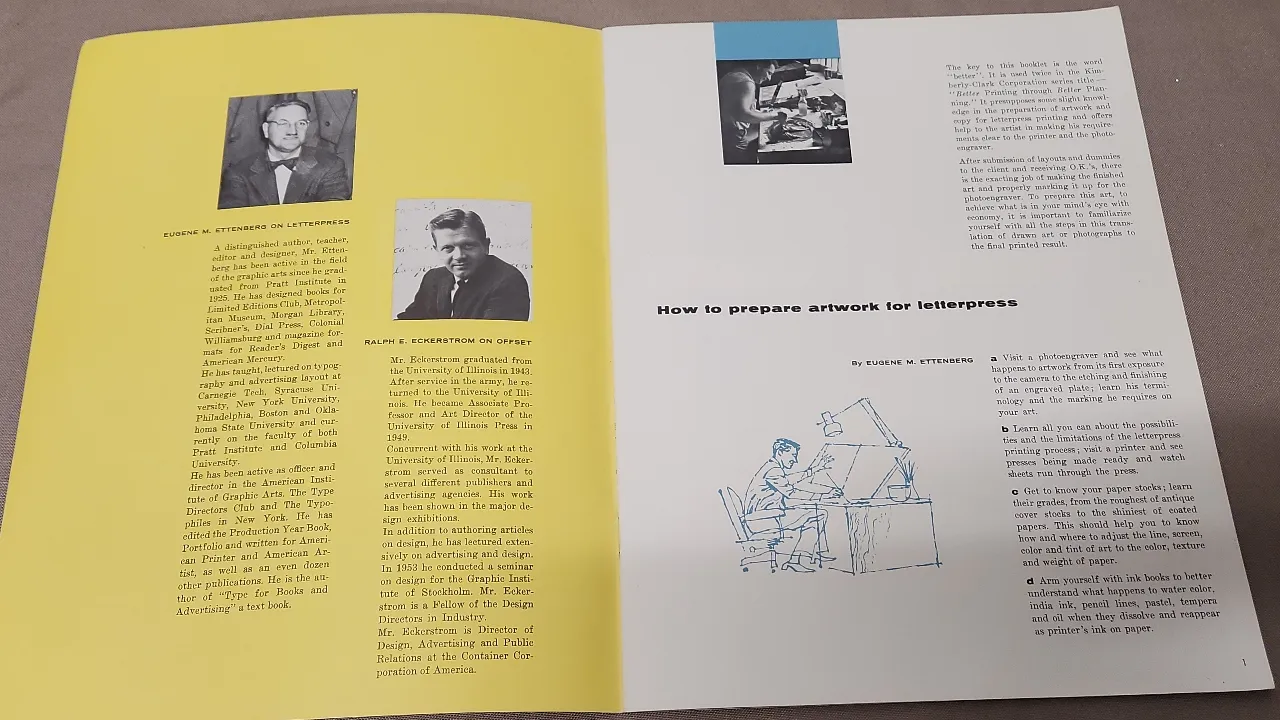 EUGENE M. ETTENBERG ON LETTERPRESS
A distinguished author, teacher,
editor and designer, Mr. Etten-
berg has been active in the field
of the graphic arts since he grad-
uated from Pratt Institute in
1925. He has designed books for
Limited Editions Club, Metropol-
itan Museum, Morgan Library,
Scribner's, Dial Press, Colonial
Williamsburg and magazine for-
mats for Reader's Digest and
American Mercury.
He has taught, lectured on typog-
raphy and advertising layout at
Carnegie Tech, Syracuse Uni-
versity, New York University,
Philadelphia, Boston and Okla-
homa State University and cur-
rently on the faculty of both
Pratt Institute and Columbia
University.
He has been active as officer and
director in the American Insti-
tute of Graphic Arts. The Type
Directors Club and The Typo-
philes in New York. He has
edited the Production Year Book,
Portfolio and written for Ameri-
can Printer and American Ar-
tist, as well as an even dozen
other publications. He is the au-
thor of "Type for Books and
Advertising" a text book.
RALPH E. ECKERSTROM ON OFFSET
Mr. Eckerstrom graduated from
the University of Illinois in 1943.
After service in the army, he re-
turned to the University of Illi-
nois. He became Associate Pro-
fessor and Art Director of the
University of Illinois Press in
1949.
Concurrent with his work at the
University of Illinois, Mr. Ecker-
strom served as consultant to
several different publishers and
advertising agencies. His work
has been shown in the major de-
sign exhibitions.
In addition to authoring articles
on design, he has lectured exten-
sively on advertising and design.
In 1953 he conducted a seminar
on design for the Graphic Insti-
tute of Stockholm. Mr. Ecker-
strom is a Fellow of the Design
Directors in Industry.
Mr. Eckerstrom is Director of
Design, Advertising and Public
Relations at the Container Cor-
poration of America.
The key to this booklet is the word
"better". It is used twice in the Kim-
berly-Clark Corporation series title—
"Better Printing through Better Plan-
ning." It presupposes some slight knowl-
edge in the preparation of artwork and
copy for letterpress printing and offers
help to the artist in making his require-
ments clear to the printer and the photo-
engraver.
After submission of layouts and dummies
to the client and receiving O.K.'s, there
is the exacting job of making the finished
art and properly marking it up for the
photoengraver. To prepare this art, to
achieve what is in your mind's eye with
economy, it is important to familiarize
yourself with all the steps in this trans-
lation of drawn art or photographs to
the final printed result.
How to prepare artwork for letterpress
By EUGENE M. ETTENBERG
a Visit a photoengraver and see what
happens to artwork from its first exposure
to the camera to the etching and finishing
of an engraved plate; learn his termi-
nology and the marking he requires on
your art.
b Learn all you can about the possibili-
ties and the limitations of the letterpress
printing process; visit a printer and see
presses being made ready and watch
sheets run through the press.
c Get to know your paper stocks; learn
their grades, from the roughest of antique
cover stocks to the shiniest of coated
papers. This should help you to know
how and where to adjust the line, screen,
color and tint of art to the color, texture
and weight of paper.
d Arm yourself with ink books to better
understand what happens to water color,
india ink, pencil lines, pastel, tempera
and oil when they dissolve and reappear
as printer's ink on paper.
1